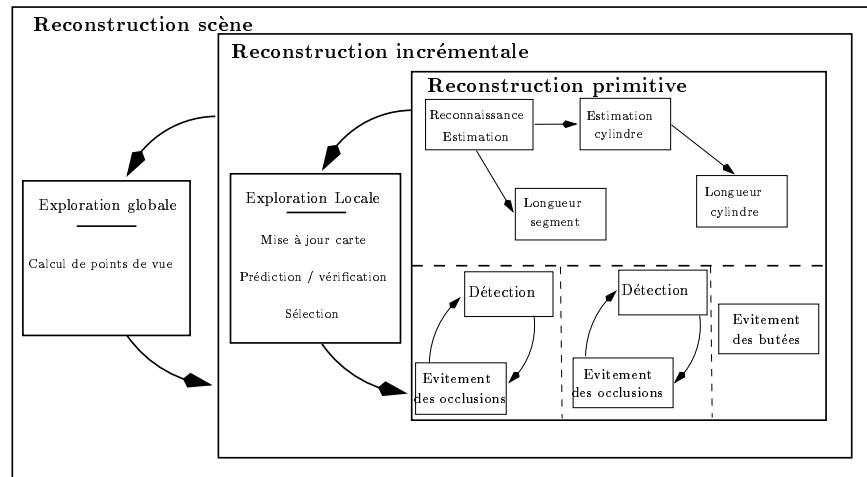 Reconstruction scène
Reconstruction incrémentale
Reconstruction primitive
Reconnaissance
Estimation
Estimation
cylindre
Longueur
segment
Longueur
cylindre
Exploration globale
Calcul de points de vue
Exploration Locale
Mise à jour carte
Prédiction / vérification
Sélection
Détection
Evitement
des occlusions
Détection
Evitement
des occlusions
Evitement
des butées